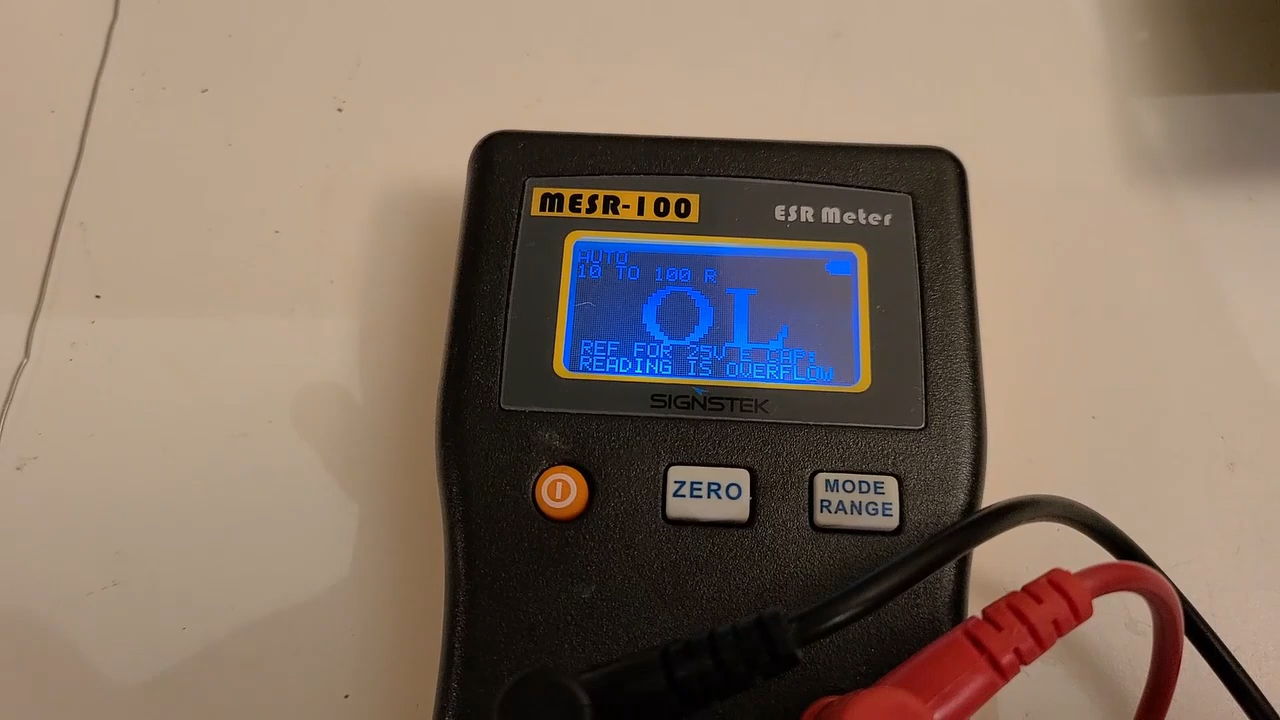 MESR-100
ESR Meter
AUTO
10 TO 100 R
OL
REF FOR 25V E CAP:
READING IS OVERFLOW
SIGNSTEK
ZERO
MODE
RANGE